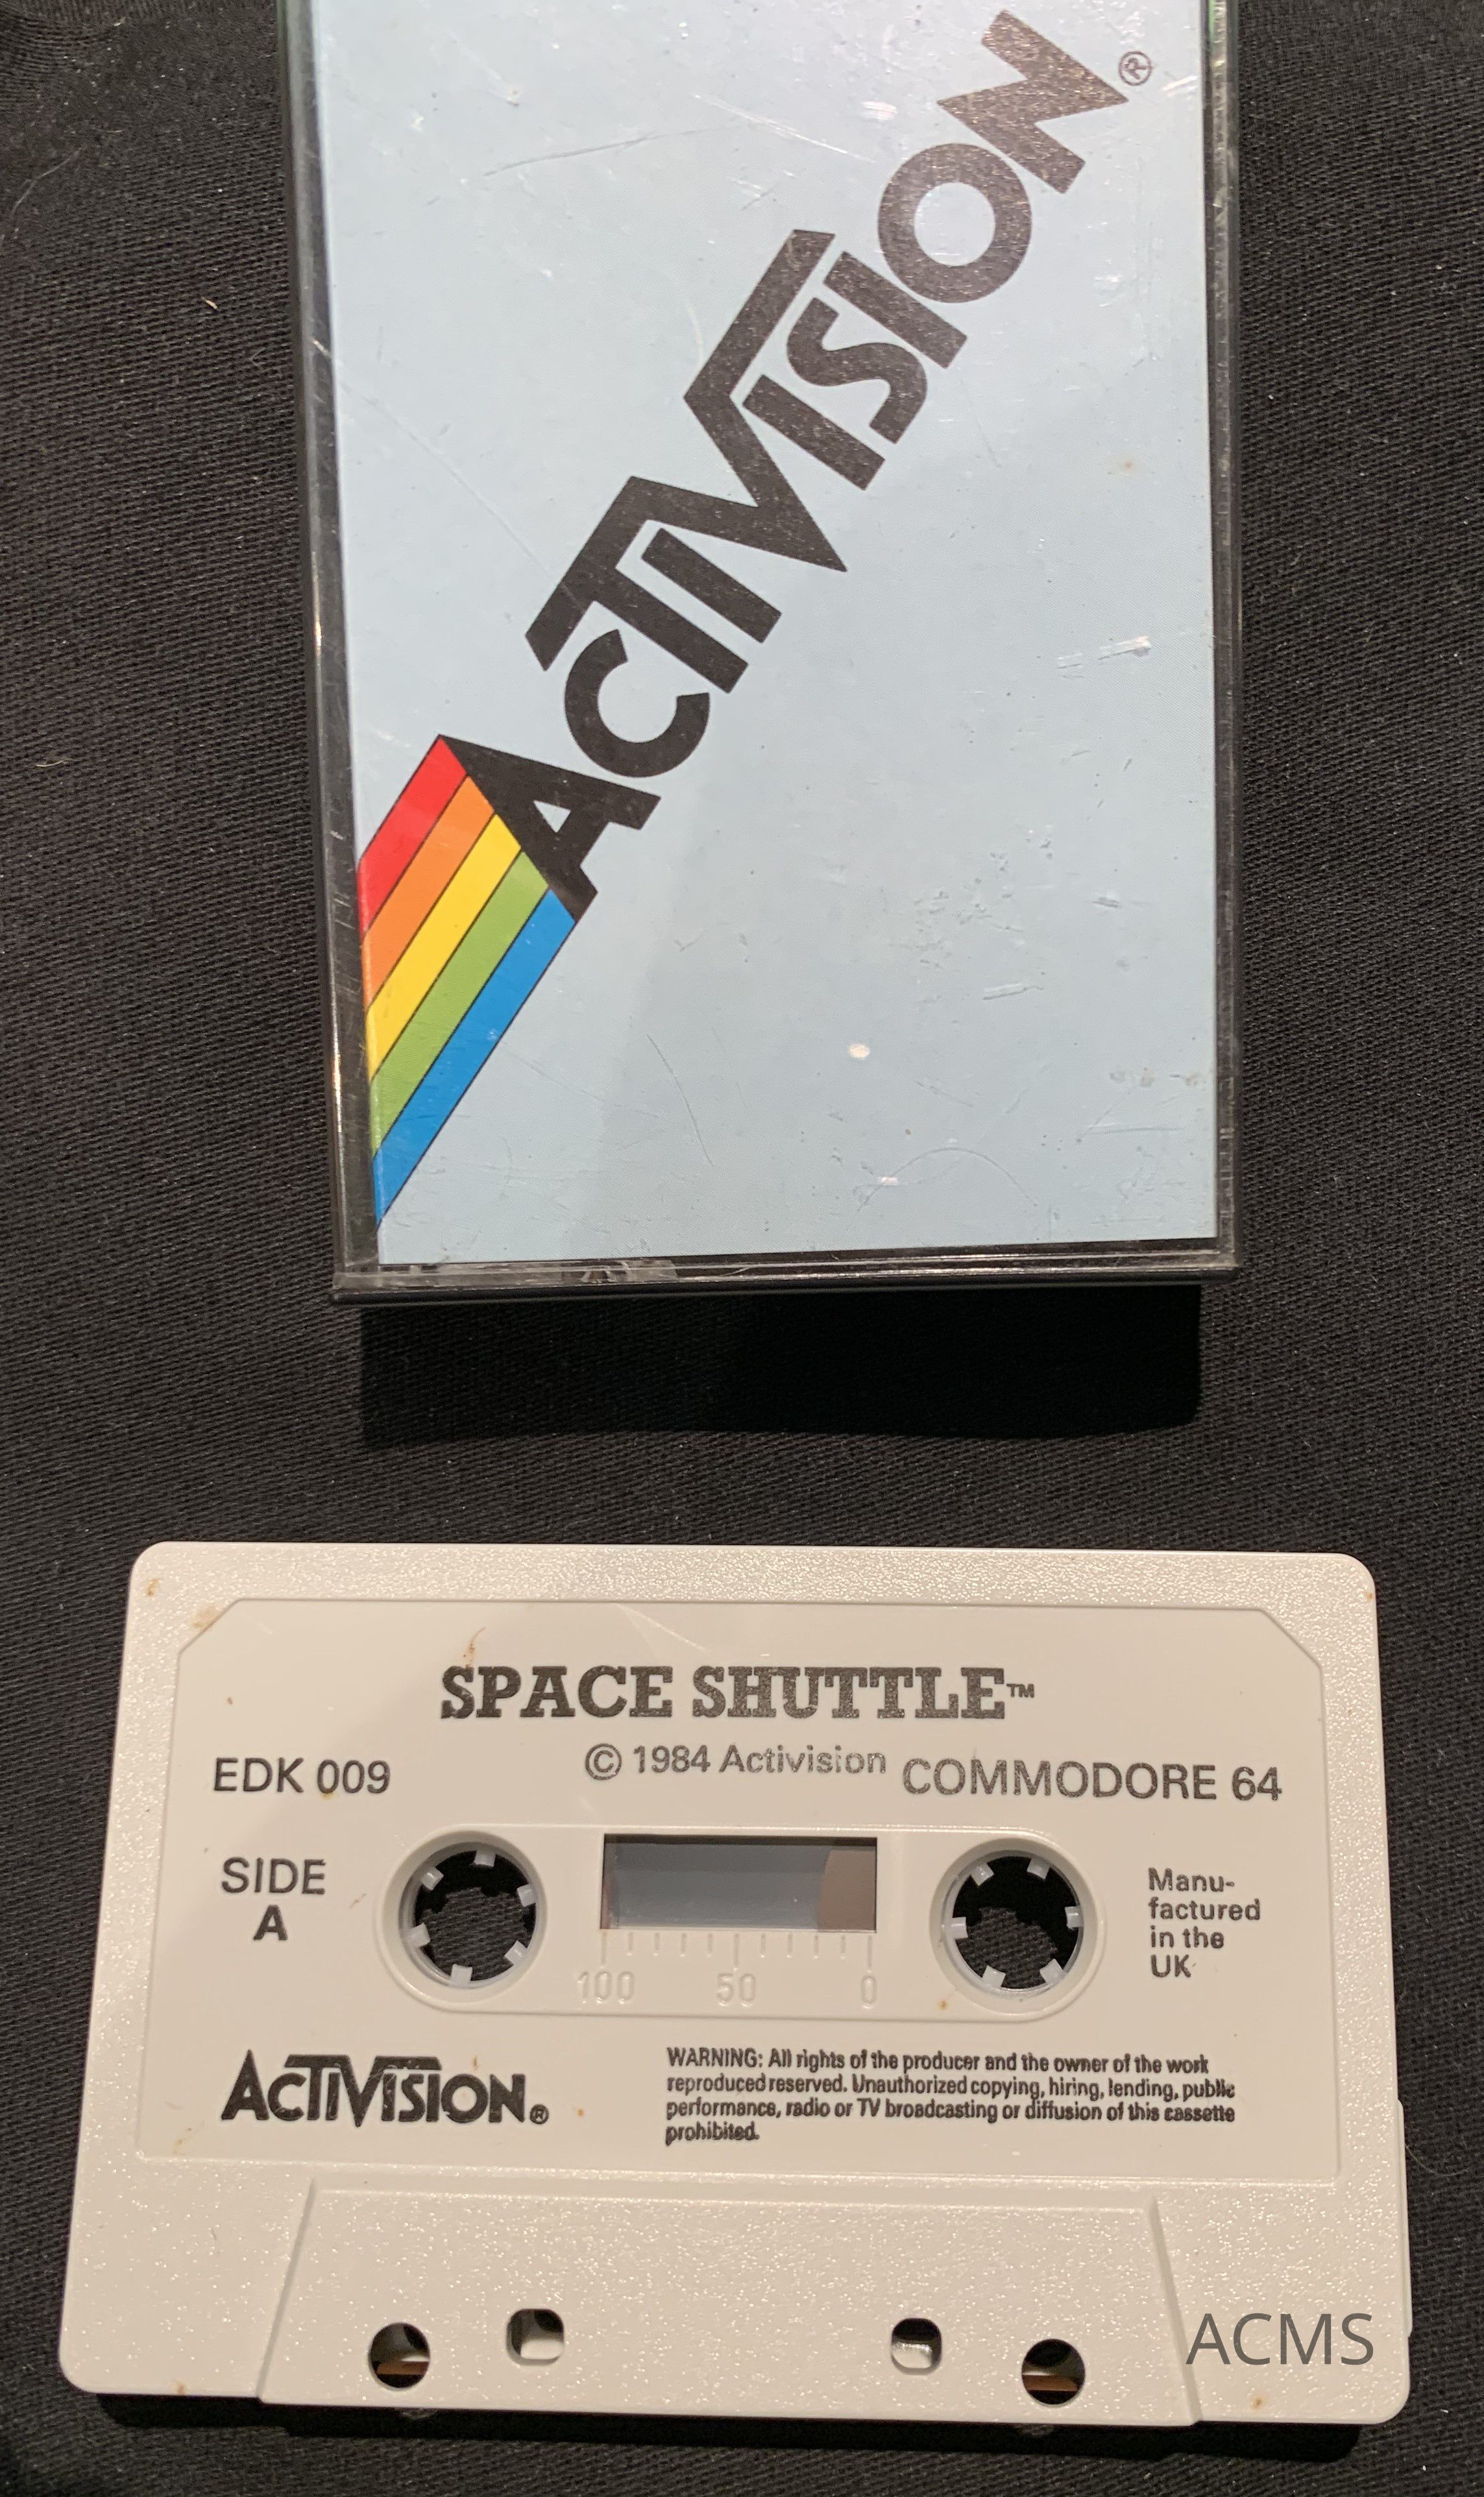 ACTIVISION®
SPACE SHUTTLE™
© 1984 Activision
EDK 009
COMMODORE 64
SIDE
A
Manu-
factured
in the
UK
100 50 0
ACTIVISION®
WARNING: All rights of the producer and the owner of the work
reproduced reserved. Unauthorized copying, hiring, lending, public
performance, radio or TV broadcasting or diffusion of this cassette
prohibited.
ACMS